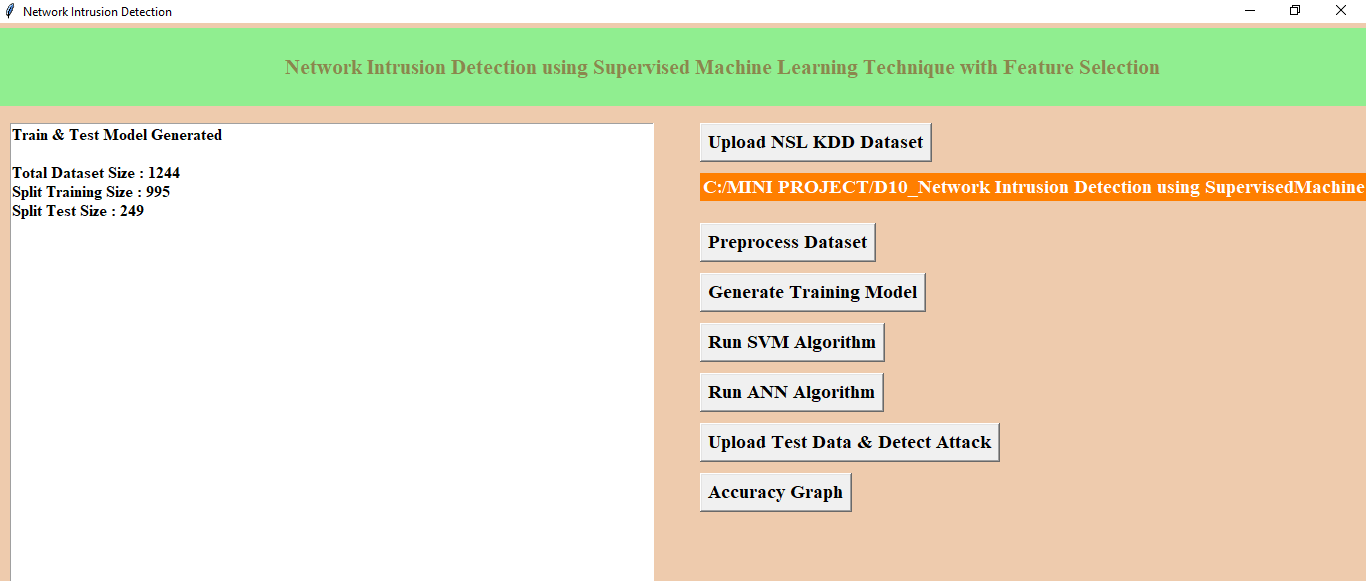 Network Intrusion Detection
Network Intrusion Detection using Supervised Machine Learning Technique with Feature Selection
Train & Test Model Generated
Total Dataset Size : 1244
Split Training Size : 995
Split Test Size : 249
Upload NSL KDD Dataset
C:/MINI PROJECT/D10_Network Intrusion Detection using SupervisedMachine
Preprocess Dataset
Generate Training Model
Run SVM Algorithm
Run ANN Algorithm
Upload Test Data & Detect Attack
Accuracy Graph